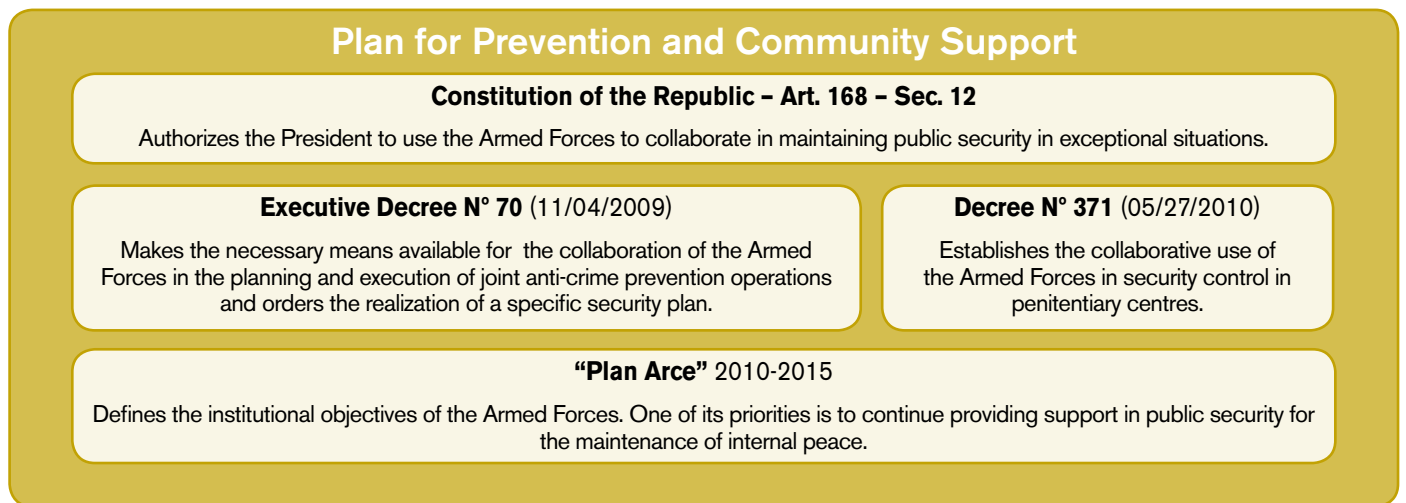 Plan for Prevention and Community Support
Constitution of the Republic – Art. 168 – Sec. 12
Authorizes the President to use the Armed Forces to collaborate in maintaining public security in exceptional situations.
Executive Decree N° 70 (11/04/2009)
Makes the necessary means available for the collaboration of the Armed
Forces in the planning and execution of joint anti-crime prevention operations
and orders the realization of a specific security plan.
Decree N° 371 (05/27/2010)
Establishes the collaborative use of
the Armed Forces in security control in
penitentiary centres.
“Plan Arce” 2010-2015
Defines the institutional objectives of the Armed Forces. One of its priorities is to continue providing support in public security for
the maintenance of internal peace.